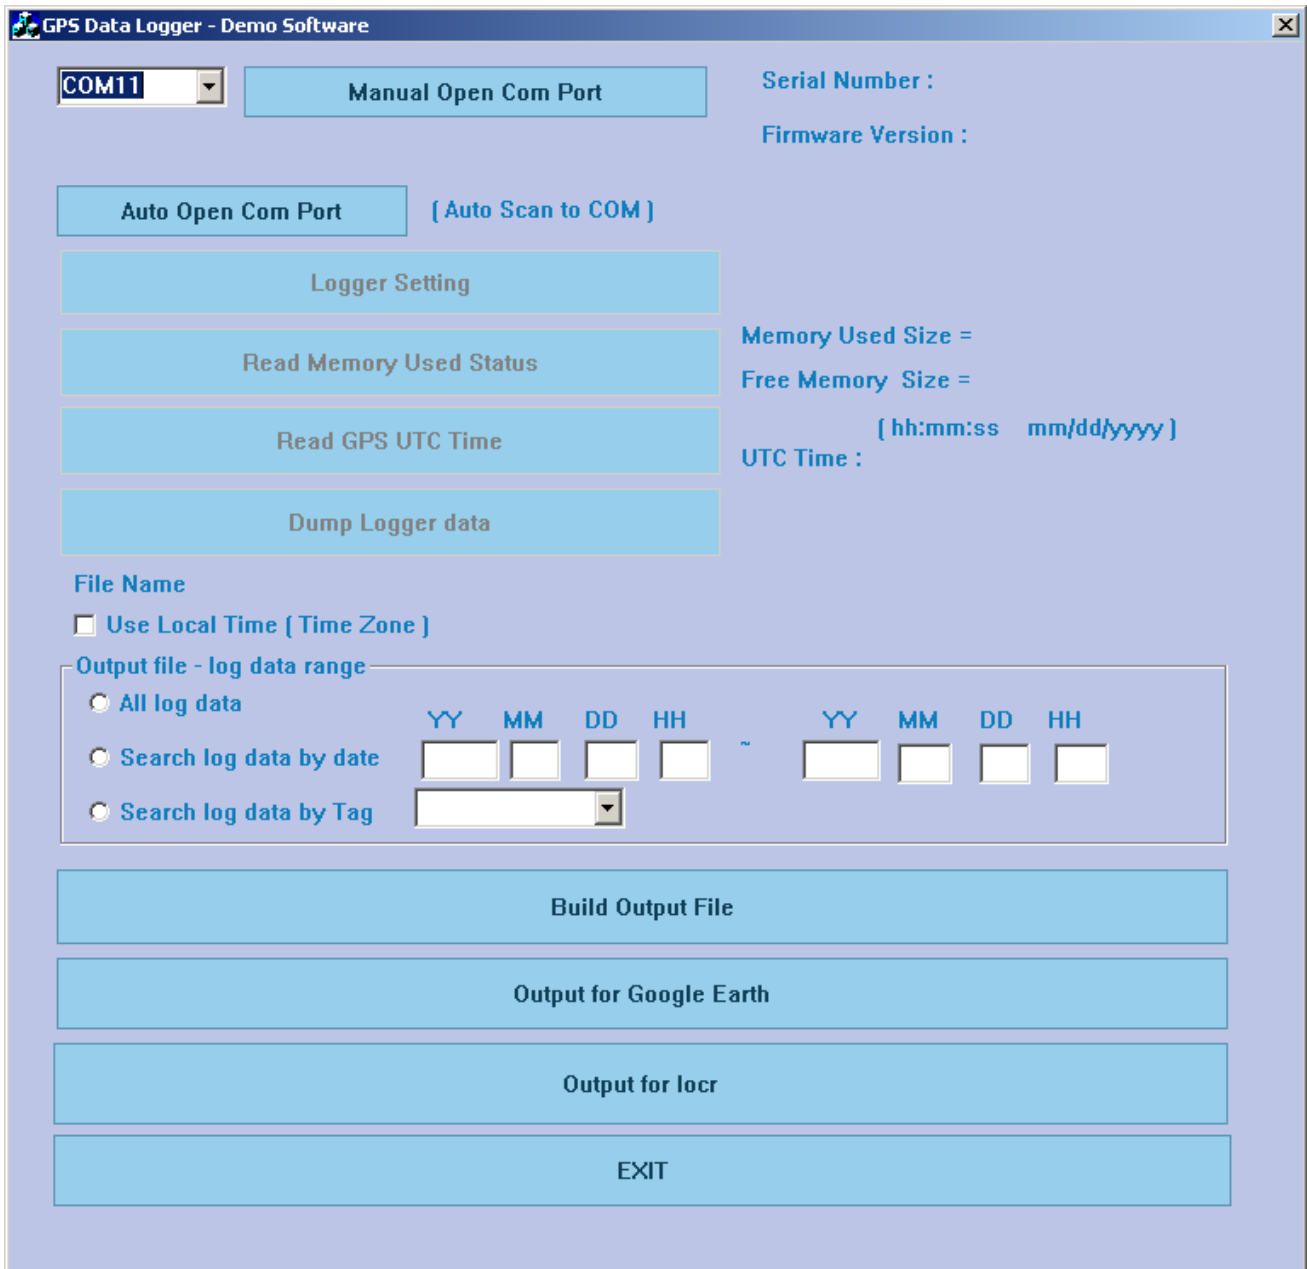 GPS Data Logger - Demo Software
COM11
Manual Open Com Port
Serial Number :
Firmware Version :
Auto Open Com Port
( Auto Scan to COM )
Logger Setting
Read Memory Used Status
Memory Used Size =
Free Memory Size =
Read GPS UTC Time
( hh:mm:ss mm/dd/yyyy )
UTC Time :
Dump Logger data
File Name
Use Local Time ( Time Zone )
Output file - log data range
All log data
YY MM DD HH YY MM DD HH
Search log data by date
~
Search log data by Tag
Build Output File
Output for Google Earth
Output for locr
EXIT